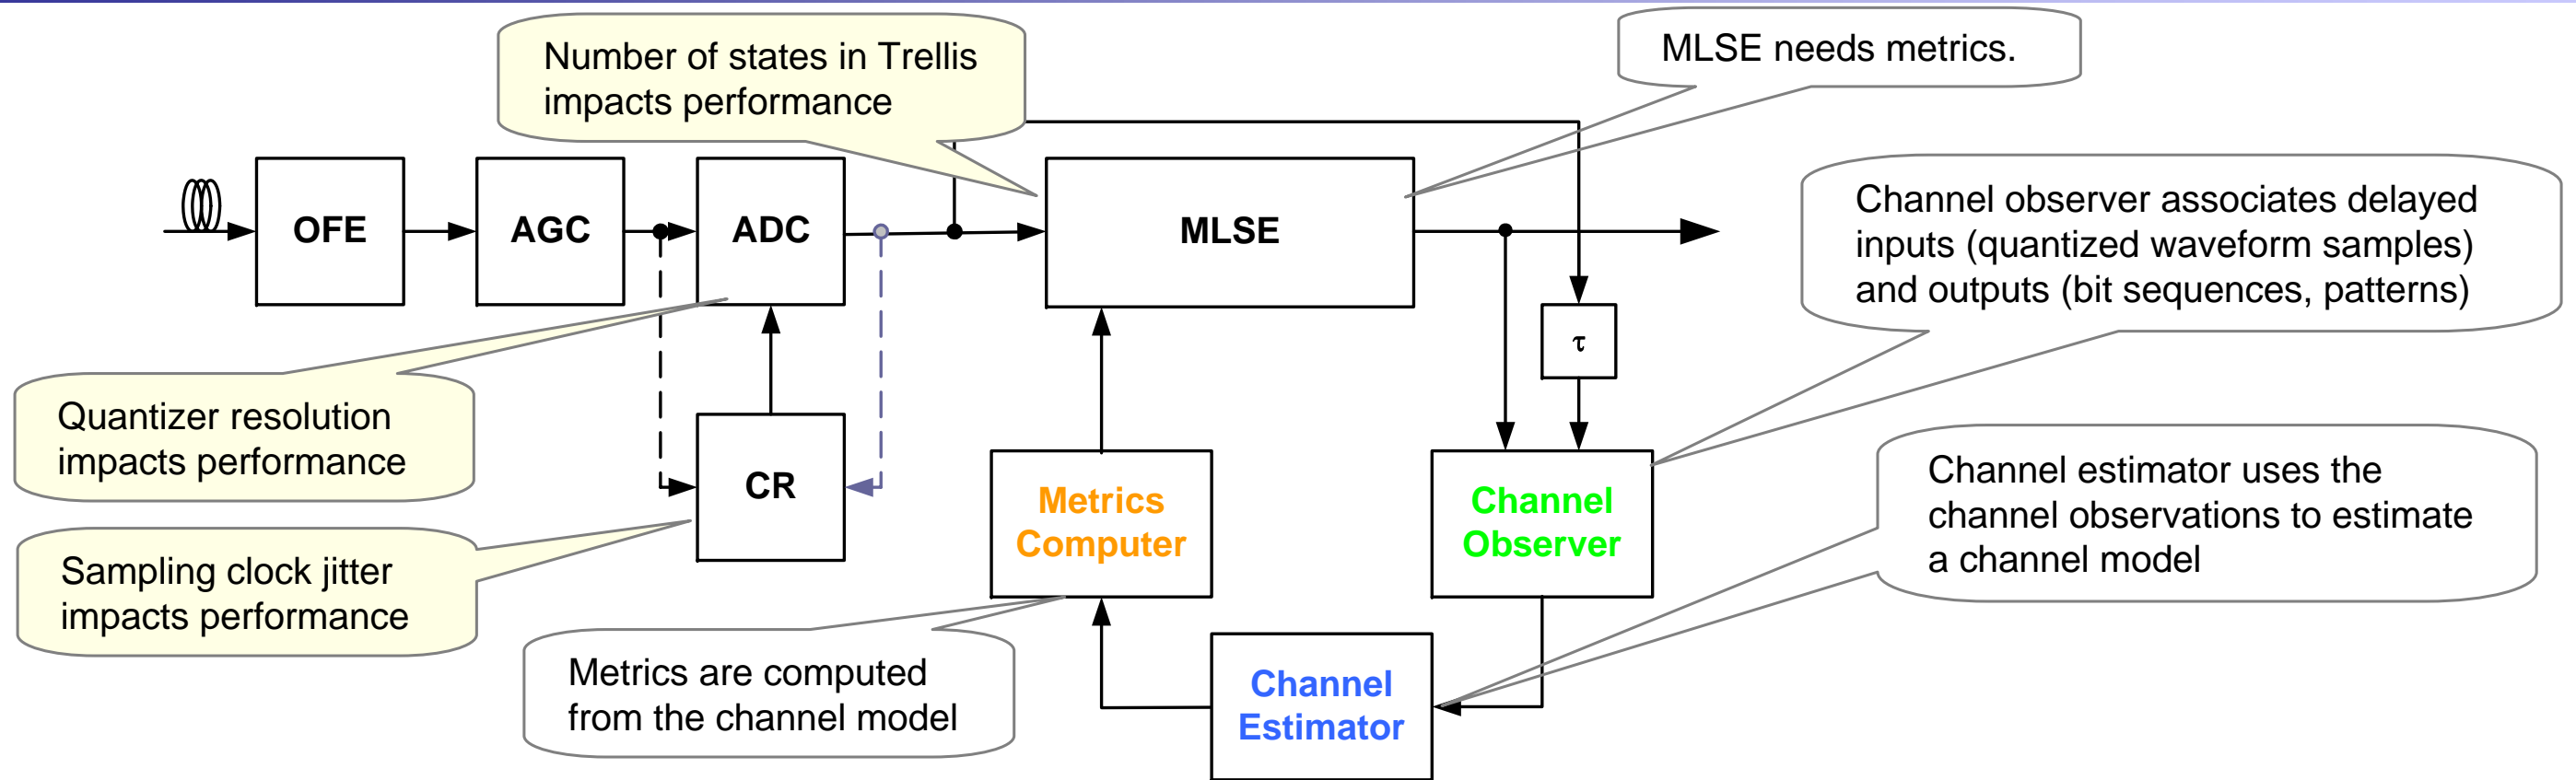 Number of states in Trellis
impacts performance
MLSE needs metrics.
OFE
AGC
ADC
MLSE
Channel observer associates delayed
inputs (quantized waveform samples)
and outputs (bit sequences, patterns)
τ
Quantizer resolution
impacts performance
CR
Metrics
Computer
Channel
Observer
Channel estimator uses the
channel observations to estimate
a channel model
Sampling clock jitter
impacts performance
Metrics are computed
from the channel model
Channel
Estimator